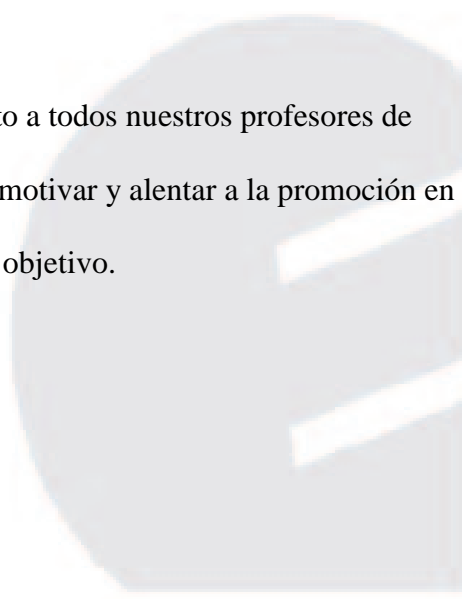 to a todos nuestros profesores de
motivar y alentar a la promoción en
objetivo.